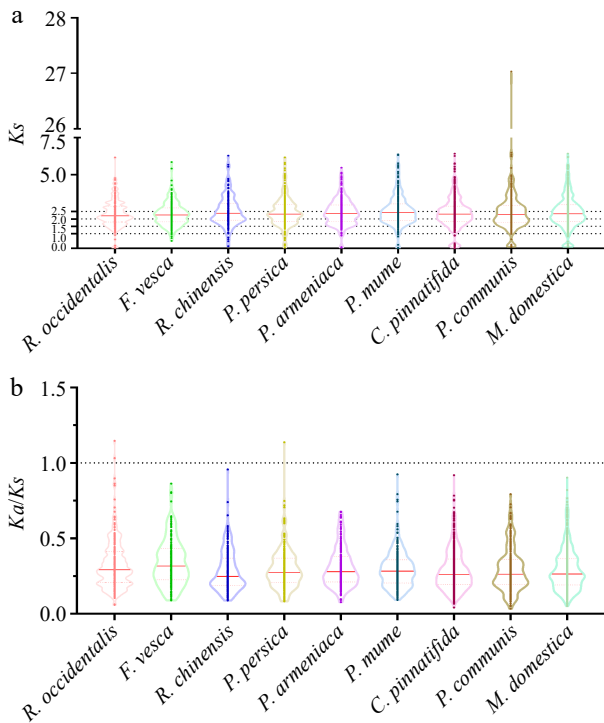 a
Ks
28
27
26
7.5
5.0
2.5
2.0
1.5
1.0
0.0
R. occidentalis
F. vesca
R. chinensis
P. persica
P. armeniaca
P. mume
C. pinnatifida
P. communis
M. domestica
b
Ka/Ks
1.5
1.0
0.5
0.0
R. occidentalis
F. vesca
R. chinensis
P. persica
P. armeniaca
P. mume
C. pinnatifida
P. communis
M. domestica